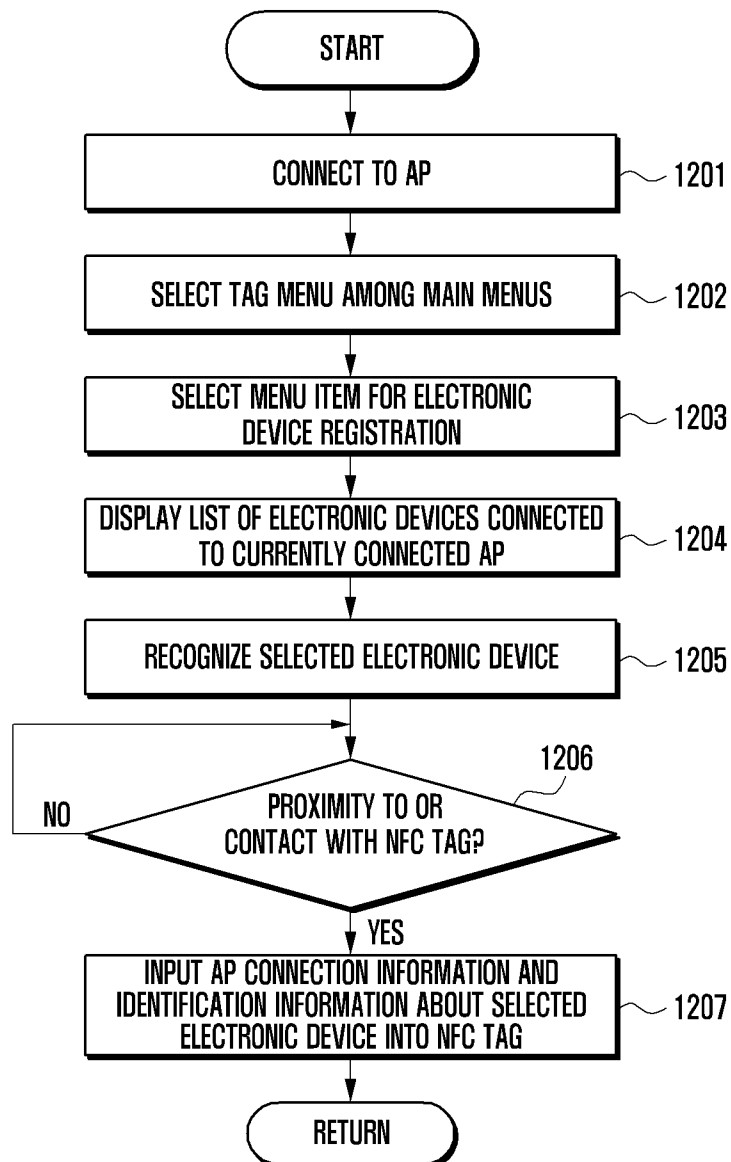 START
CONNECT TO AP
1201
SELECT TAG MENU AMONG MAIN MENUS
1202
SELECT MENU ITEM FOR ELECTRONIC
DEVICE REGISTRATION
1203
DISPLAY LIST OF ELECTRONIC DEVICES CONNECTED
TO CURRENTLY CONNECTED AP
1204
RECOGNIZE SELECTED ELECTRONIC DEVICE
1205
1206
PROXIMITY TO OR
CONTACT WITH NFC TAG?
NO
YES
INPUT AP CONNECTION INFORMATION AND
IDENTIFICATION INFORMATION ABOUT SELECTED
ELECTRONIC DEVICE INTO NFC TAG
1207
RETURN